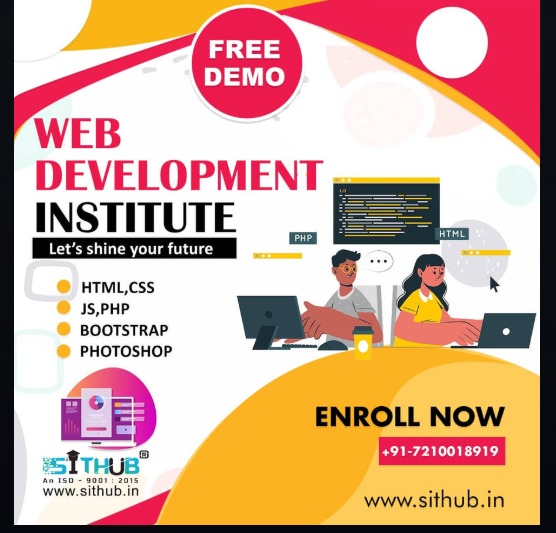 FREE
DEMO
WEB
DEVELOPMENT
INSTITUTE
Let's shine your future
HTML,CSS
JS,PHP
BOOTSTRAP
PHOTOSHOP
PHP
HTML
</>
SITHUB
An ISO - 9001 : 2015
www.sithub.in
ENROLL NOW
+91-7210018919
www.sithub.in